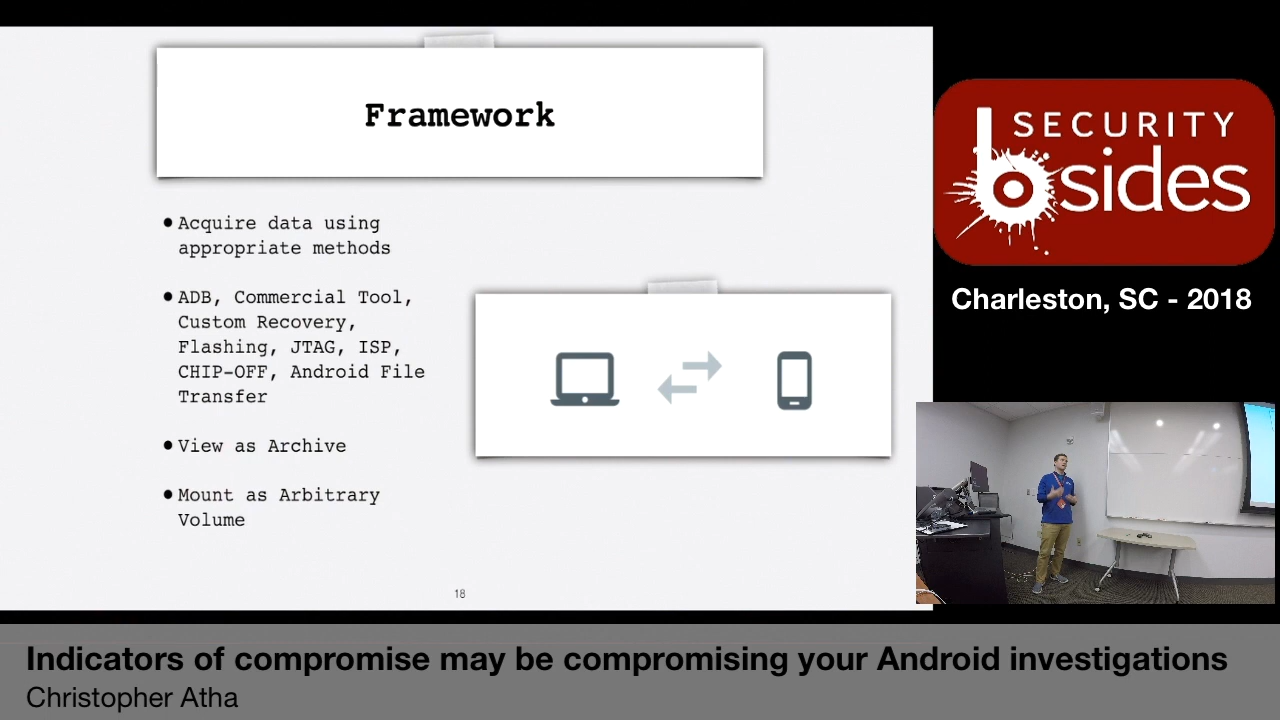 Framework
•Acquire data using
appropriate methods
•ADB, Commercial Tool,
Custom Recovery,
Flashing, JTAG, ISP,
CHIP-OFF, Android File
Transfer
•View as Archive
•Mount as Arbitrary
Volume
18
SECURITY
bsides
Charleston, SC - 2018
Indicators of compromise may be compromising your Android investigations
Christopher Atha